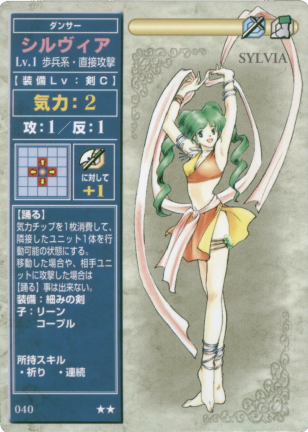 ダンサー
シルヴィア
Lv.1 歩兵系・直接攻撃
【装備Lv：剣C】
気力：2
攻：1／反：1
に対して
+1
【踊る】
気力チップを1枚消費して、
隣接したユニット1体を行
動可能の状態にする。
移動した場合や、相手ユニ
ットに攻撃した場合は
【踊る】事は出来ない。
装備：細みの剣
子：リーン
コープル
所持スキル
・祈り ・連続
040
★★
SYLVIA